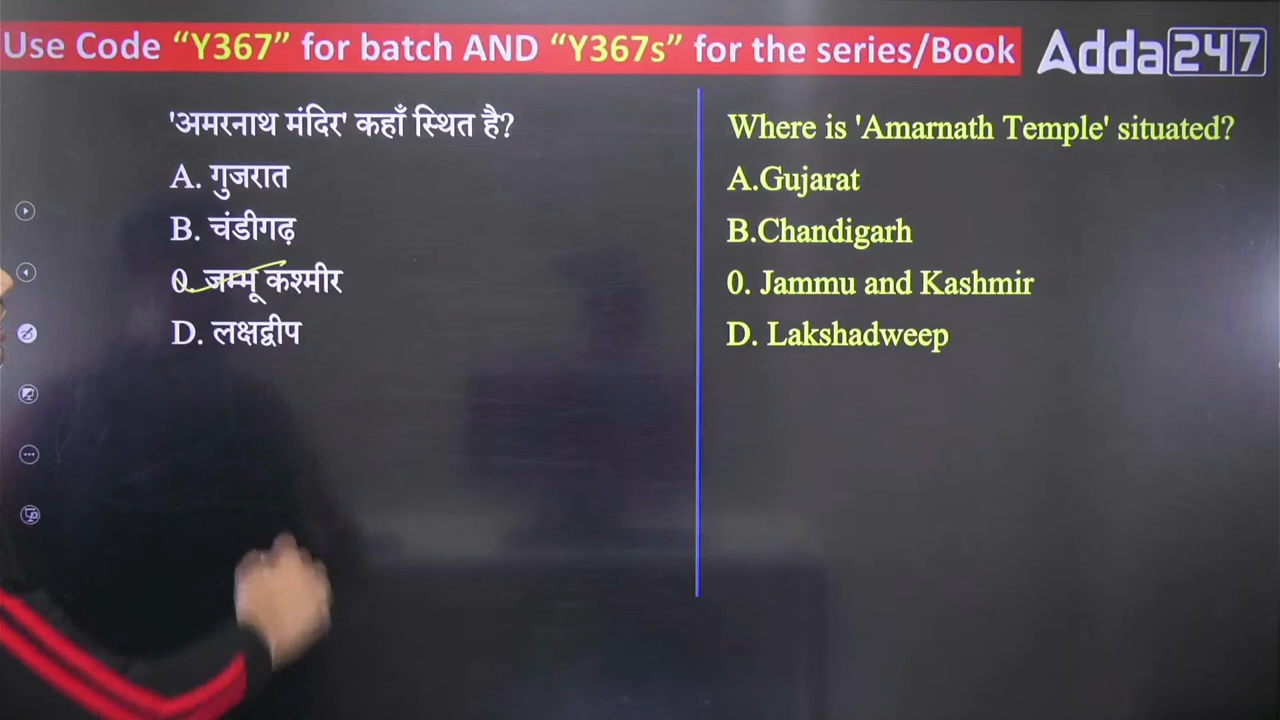 Use Code “Y367” for batch AND “Y367s” for the series/Book
Adda247
'अमरनाथ मंदिर' कहाँ स्थित है?
A. गुजरात
B. चंडीगढ़
0. जम्मू कश्मीर
D. लक्षद्वीप
Where is 'Amarnath Temple' situated?
A.Gujarat
B.Chandigarh
0. Jammu and Kashmir
D. Lakshadweep